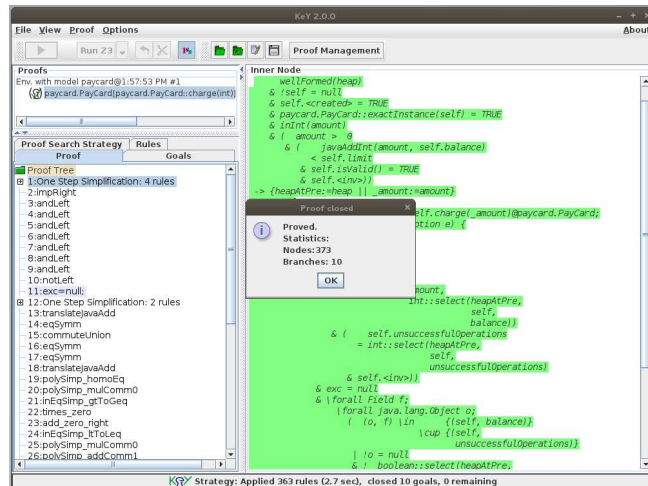 KeY 2.0.0
File View Proof Options
About
Run Z3
Proof Management
Proofs
Env. with model paycard@1:57:53 PM #1
paycard.PayCard[paycard.PayCard::charge(int)]
Proof Search Strategy Rules
Proof Goals
Proof Tree
1:One Step Simplification: 4 rules
2:impRight
3:andLeft
4:andLeft
5:andLeft
6:andLeft
7:andLeft
8:andLeft
9:andLeft
10:notLeft
11:exc=null;
12:One Step Simplification: 2 rules
13:translateJavaAdd
14:eqSymm
15:commuteUnion
16:eqSymm
17:eqSymm
18:translateJavaAdd
19:polySimp_homoEq
20:polySimp_mulComm0
21:inEqSimp_gtToGeq
22:times_zero
23:add_zero_right
24:inEqSimp_ltToLeq
25:polySimp_mulComm0
26:polySimp_addComm1
Inner Node
wellFormed(heap)
& !self = null
& self.<created> = TRUE
& paycard.PayCard::exactInstance(self) = TRUE
& inInt(amount)
& ( amount > 0
& ( javaAddInt(amount, self.balance)
< self.limit
& self.isValid() = TRUE
& self.<inv>))
-> {heapAtPre:=heap || _amount:=amount}
self.charge(_amount)@paycard.PayCard;
tion e) {
mount,
int::select(heapAtPre,
self,
balance))
& ( self.unsuccessfulOperations
= int::select(heapAtPre,
self,
unsuccessfulOperations)
& self.<inv>))
& exc = null
& \forall Field f;
\forall java.lang.Object o;
( (o, f) \in {(self, balance)}
\cup {(self,
unsuccessfulOperations)}
| !o = null
& ! boolean::select(heapAtPre,
Proof closed
Proved.
Statistics:
Nodes:373
Branches: 10
OK
KeY Strategy: Applied 363 rules (2.7 sec), closed 10 goals, 0 remaining